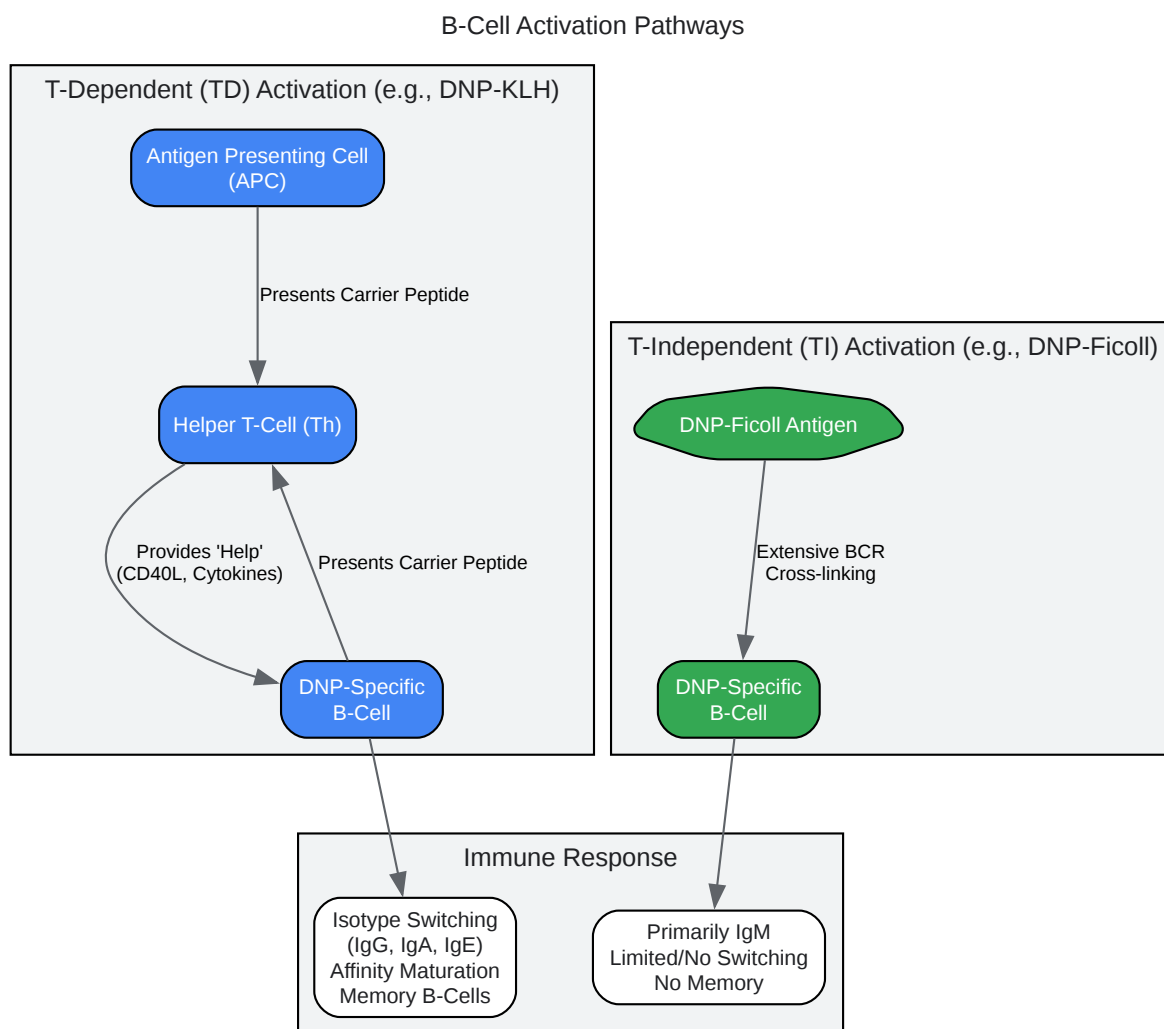 B-Cell Activation Pathways
T-Dependent (TD) Activation (e.g., DNP-KLH)
Antigen Presenting Cell
(APC)
Presents Carrier Peptide
Helper T-Cell (Th)
Provides 'Help'
(CD40L, Cytokines)
Presents Carrier Peptide
DNP-Specific
B-Cell
T-Independent (TI) Activation (e.g., DNP-Ficoll)
DNP-Ficoll Antigen
Extensive BCR
Cross-linking
DNP-Specific
B-Cell
Immune Response
Isotype Switching
(IgG, IgA, IgE)
Affinity Maturation
Memory B-Cells
Primarily IgM
Limited/No Switching
No Memory